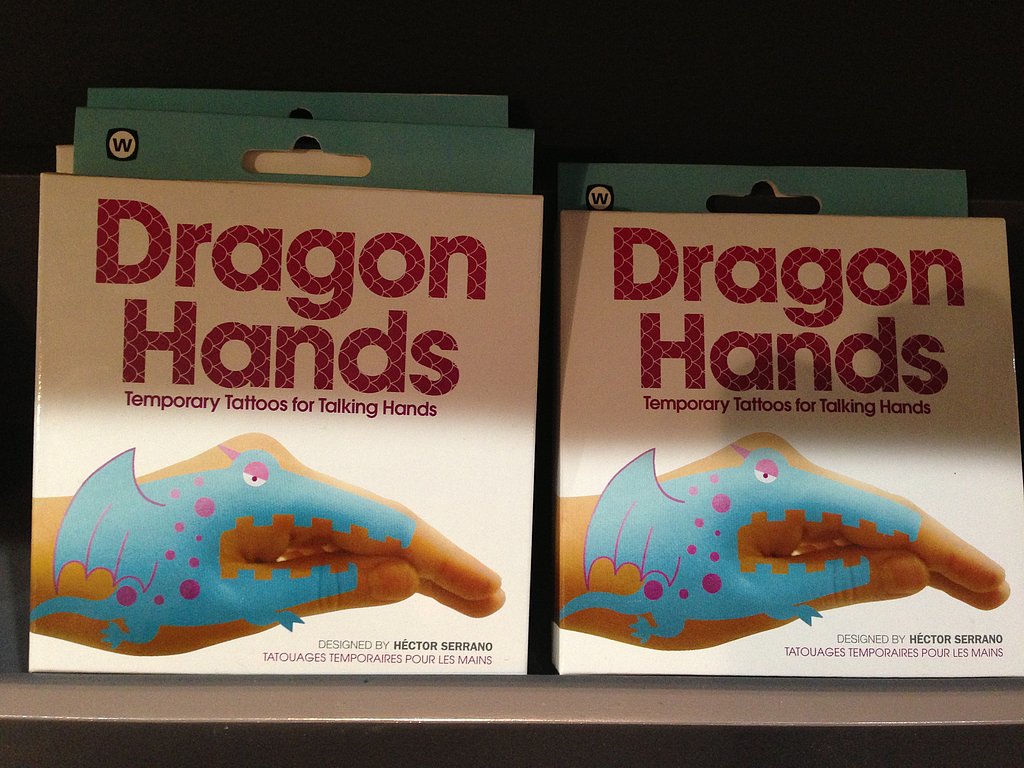 W
Dragon
Hands
Temporary Tattoos for Talking Hands
DESIGNED BY HÉCTOR SERRANO
TATOUAGES TEMPORAIRES POUR LES MAINS
W
Dragon
Hands
Temporary Tattoos for Talking Hands
DESIGNED BY HÉCTOR SERRANO
TATOUAGES TEMPORAIRES POUR LES MAINS